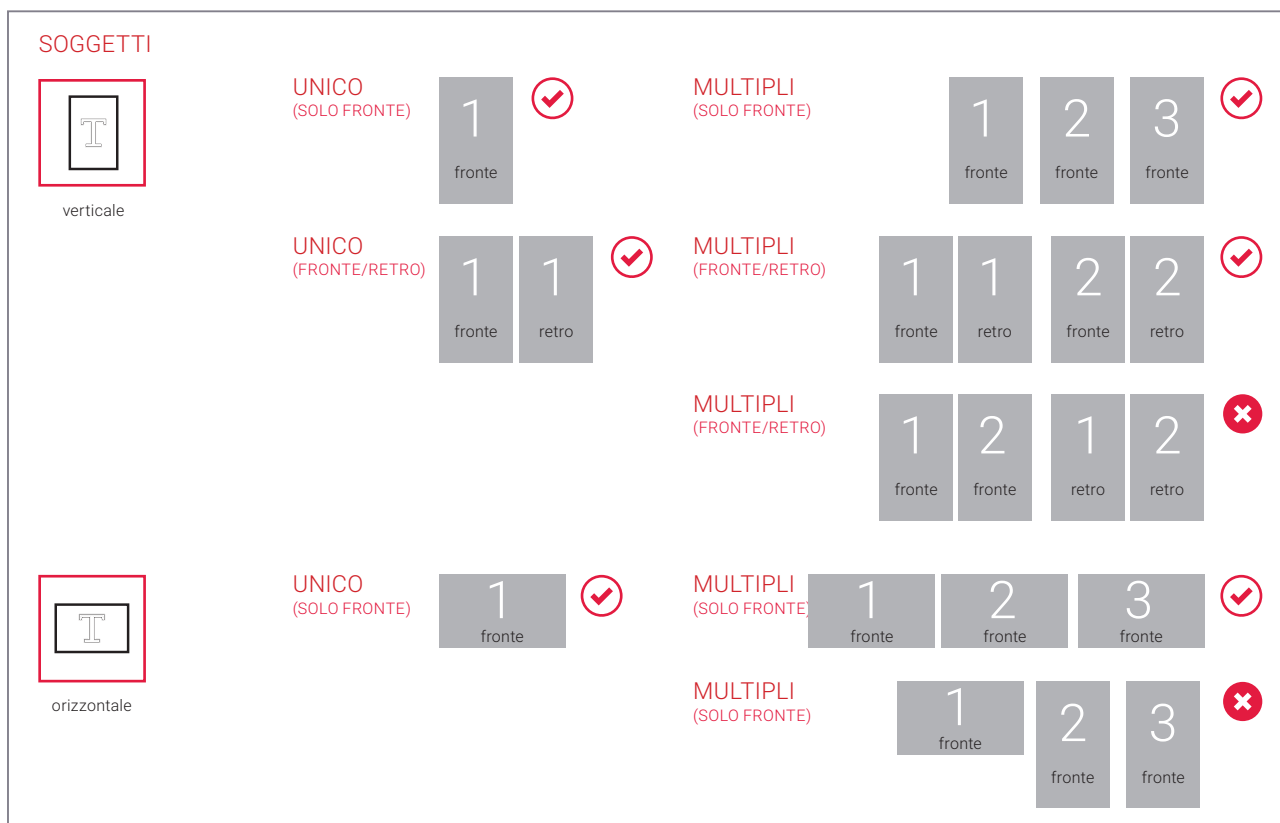 SOGGETTI
T
verticale
UNICO
(SOLO FRONTE)
1
fronte
MULTIPLI
(SOLO FRONTE)
1 2 3
fronte fronte fronte
UNICO
(FRONTE/RETRO)
1 1
fronte retro
MULTIPLI
(FRONTE/RETRO)
1 1 2 2
fronte retro fronte retro
MULTIPLI
(FRONTE/RETRO)
1 2 1 2
fronte fronte retro retro
T
orizzontale
UNICO
(SOLO FRONTE)
1
fronte
MULTIPLI
(SOLO FRONTE)
1 2 3
fronte fronte fronte
MULTIPLI
(SOLO FRONTE)
1 2 3
fronte fronte fronte